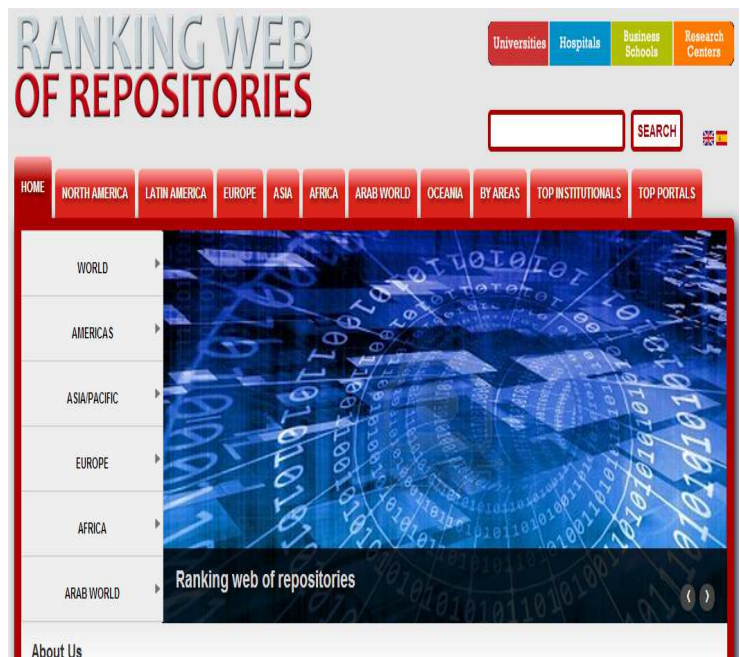 RANKING WEB
OF REPOSITORIES
Universities Hospitals Business Schools Research Centers
SEARCH
HOME NORTH AMERICA LATIN AMERICA EUROPE ASIA AFRICA ARAB WORLD OCEANIA BY AREAS TOP INSTITUTIONALS TOP PORTALS
WORLD
AMERICAS
ASIA/PACIFIC
EUROPE
AFRICA
ARAB WORLD
Ranking web of repositories
About Us